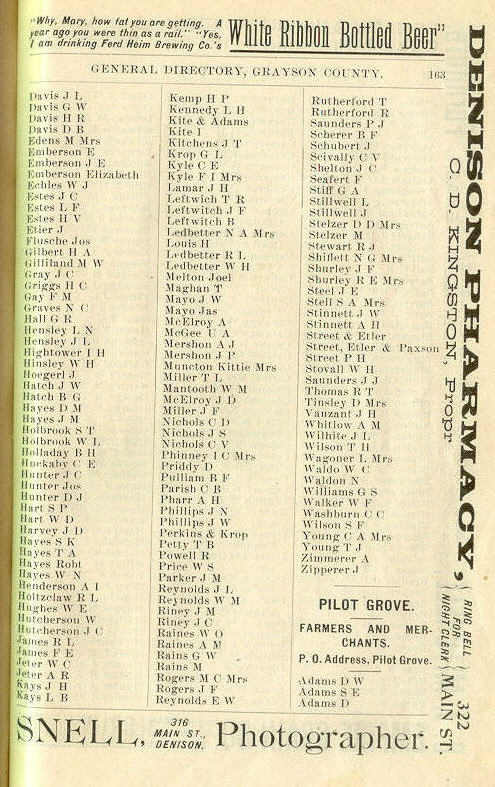 "Why, Mary, how fat you are getting. A
year ago you were thin as a rail." "Yes,
I am drinking Ferd Heim Brewing Co.'s
White Ribbon Bottled Beer"
GENERAL DIRECTORY, GRAYSON COUNTY. 163
Davis J L
Davis G W
Davis H R
Davis D B
Edens M Mrs
Emberson E
Emberson J E
Emberson Elizabeth
Echles W J
Estes J C
Estes L F
Estes H V
Etier J
Flusche Jos
Gilbert H A
Gilliland M W
Gray J C
Griggs H C
Gay F M
Graves N C
Hall G R
Hensley L N
Hensley J L
Hightower I H
Hinsley W H
Hoegerl J
Hatch J W
Hatch B G
Hayes D M
Hayes J M
Holbrook S T
Holbrook W L
Holladay B H
Huckaby C E
Hunter J C
Hunter Jos
Hunter D J
Hart S P
Hart W D
Harvey J D
Hayes S K
Hayes T A
Hayes Robt
Hayes W N
Henderson A I
Holtzclaw R L
Hughes W E
Hutcherson W
Hutcherson J C
James R L
James F E
Jeter W C
Jeter A R
Kays J H
Kays L B
Kemp H P
Kennedy L H
Kite & Adams
Kite I
Kitchens J T
Krop G L
Kyle C E
Kyle F I Mrs
Lamar J H
Leftwich T R
Leftwitch J F
Leftwitch B
Ledbetter N A Mrs
Louis H
Ledbetter R L
Ledbetter W H
Melton Joel
Maghan T
Mayo J W
Mayo Jas
McElroy A
McGee U A
Mershon A J
Mershon J P
Muncton Kittie Mrs
Miller T L
Mantooth W M
McElroy J D
Miller J F
Nichols C D
Nichols J S
Nichols C V
Phinney I C Mrs
Priddy D
Pulliam B F
Parish C B
Pharr A H
Phillips J N
Phillips J W
Perkins & Krop
Petty T B
Powell R
Price W S
Parker J M
Reynolds J L
Reynolds W M
Riney J M
Riney J C
Raines W O
Raines A M
Rains G W
Rains M
Rogers M C Mrs
Rogers J F
Reynolds E W
Rutherford T
Rutherford R
Saunders P J
Scherer B F
Schubert J
Scivally C V
Shelton J C
Seafert F
Stiff G A
Stillwell L
Stillwell J
Stelzer D D Mrs
Stelzer M
Stewart R J
Shiflett N G Mrs
Shurley J F
Shurley R E Mrs
Steel J E
Stell S A Mrs
Stinnett J W
Stinnett A H
Street & Etler
Street, Etler & Paxson
Street P H
Stovall W H
Saunders J J
Thomas R T
Tinsley D Mrs
Vanzant J H
Whitlow A M
Wilhite J L
Wilson T H
Wagoner L Mrs
Waldo W C
Waldon N
Williams G S
Walker W F
Washburn C C
Wilson S F
Young C A Mrs
Young T J
Zimmerer A
Zipperer J
PILOT GROVE.
FARMERS AND MER-
CHANTS.
P. O. Address, Pilot Grove.
Adams D W
Adams S E
Adams D
DENISON PHARMACY,
C. D. KINGSTON, Propr
RING BELL
FOR
NIGHT CLERK
322
MAIN ST.
SNELL, 316
MAIN ST.,
DENISON. Photographer.